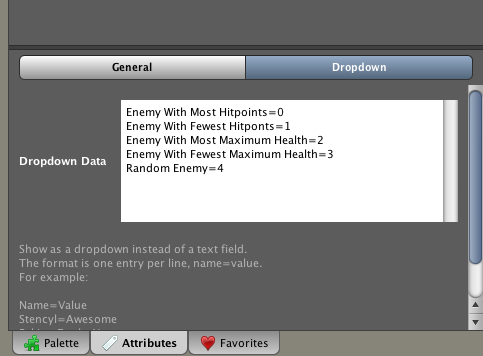 General Dropdown
Dropdown Data
Enemy With Most Hitpoints=0
Enemy With Fewest Hitponts=1
Enemy With Most Maximum Health=2
Enemy With Fewest Maximum Health=3
Random Enemy=4
Show as a dropdown instead of a text field.
The format is one entry per line, name=value.
For example:
Name=Value
Stencyl=Awesome
Palette Attributes Favorites